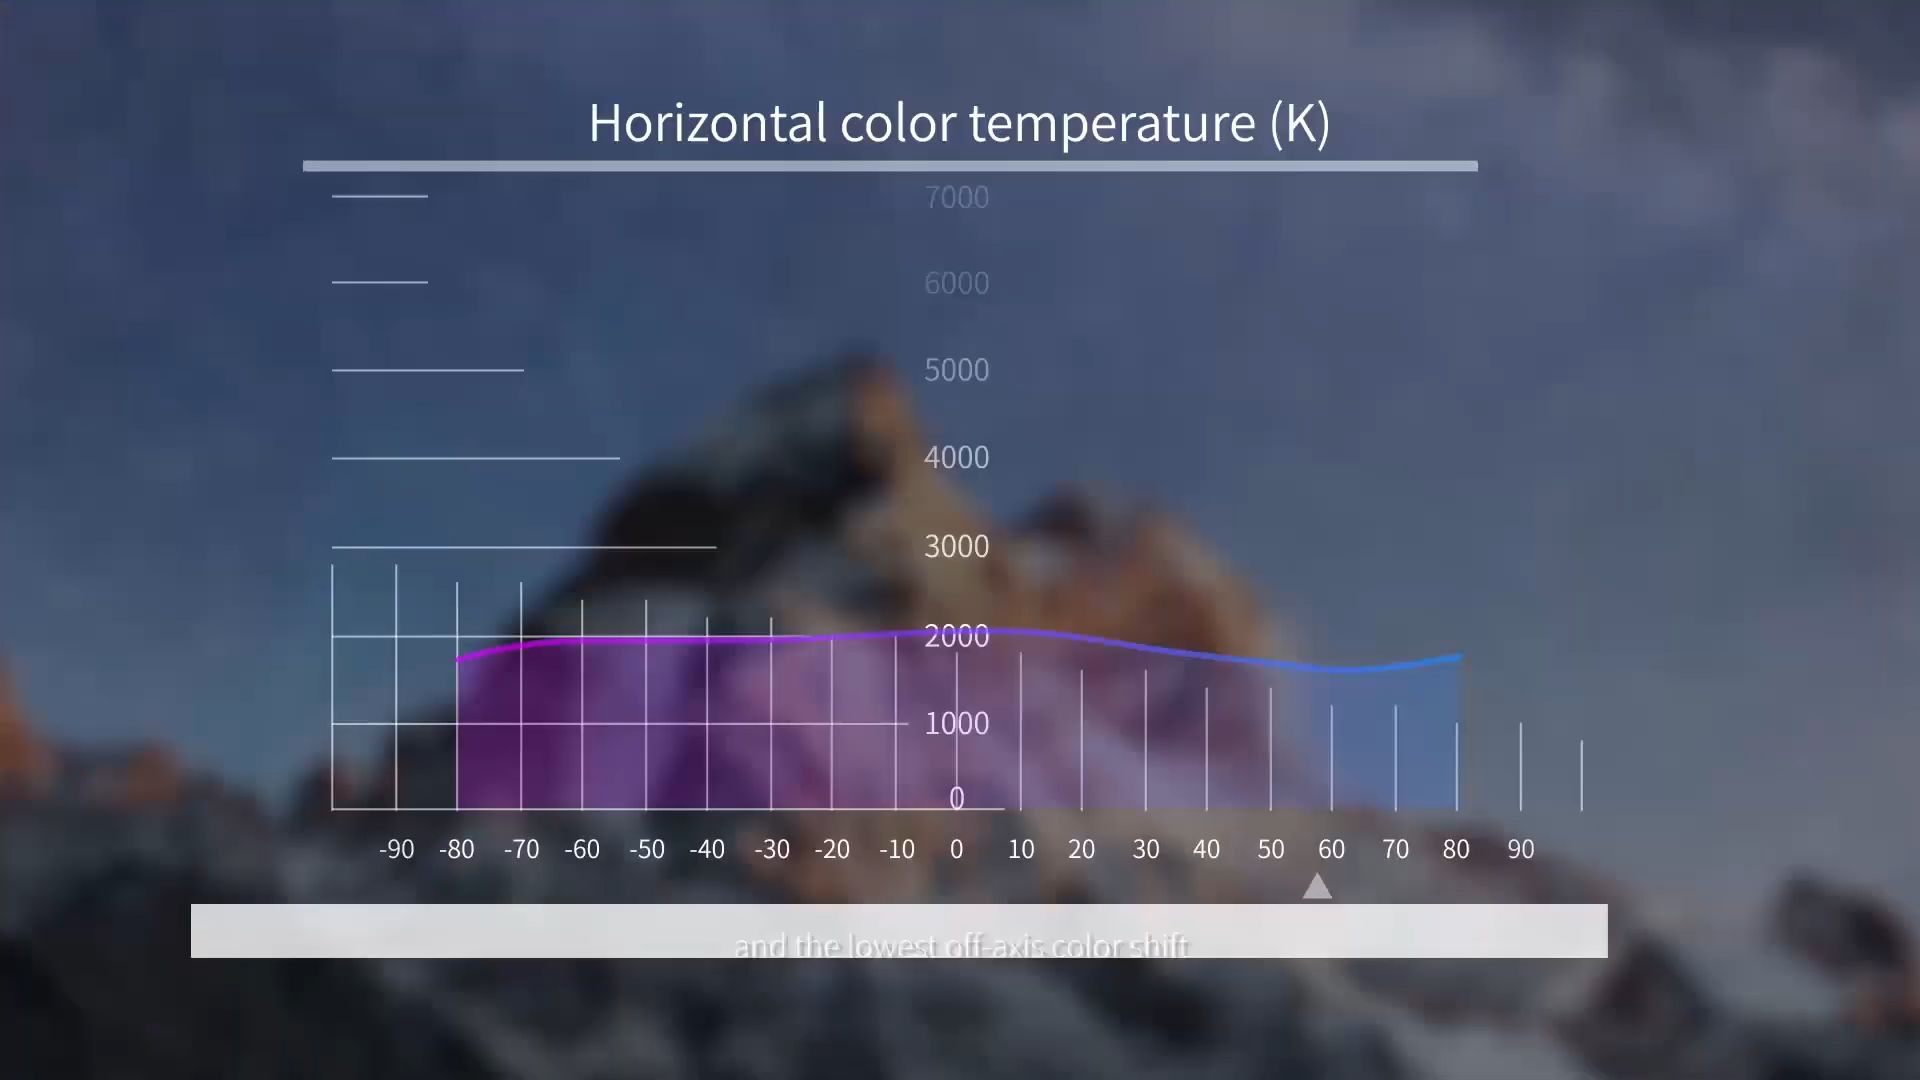 Horizontal color temperature (K)
7000
6000
5000
4000
3000
2000
1000
0
-90 -80 -70 -60 -50 -40 -30 -20 -10 0 10 20 30 40 50 60 70 80 90
and the lowest off-axis color shift